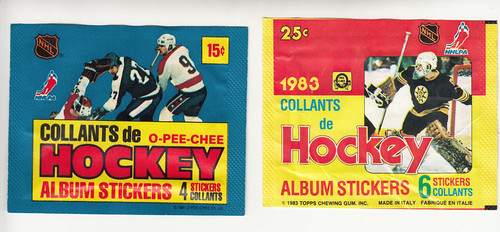 NHL
15¢
NHLPA
27
9
COLLANTS de
O-PEE-CHEE
HOCKEY
ALBUM STICKERS 4 STICKERS
COLLANTS
25¢
NHL
NHLPA
1983
COLLANTS
de
Hockey
ALBUM STICKERS 6 STICKERS
COLLANTS
© 1983 TOPPS CHEWING GUM, INC. MADE IN ITALY FABRIQUÉ EN ITALIE